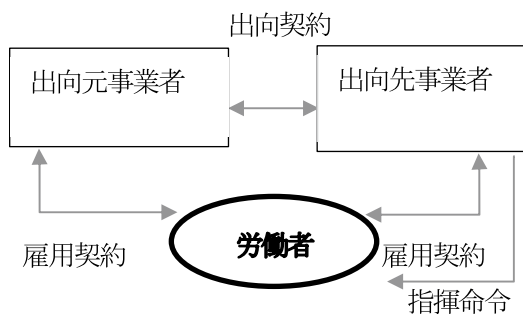 出向契約
出向元事業者
出向先事業者
労働者
雇用契約
雇用契約
指揮命令